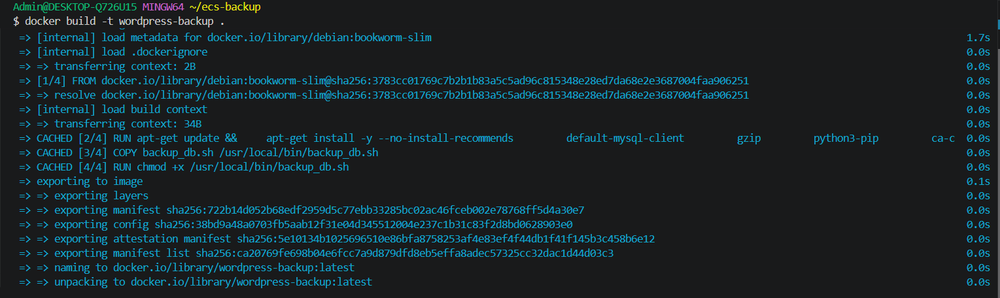 Admin@DESKTOP-Q726U15 MINGW64 ~/ecs-backup
$ docker build -t wordpress-backup .
=> [internal] load metadata for docker.io/library/debian:bookworm-slim 1.7s
=> [internal] load .dockerignore 0.0s
=> => transferring context: 2B 0.0s
=> [1/4] FROM docker.io/library/debian:bookworm-slim@sha256:3783cc01769c7b2b1b83a5c5ad96c815348e28ed7da68e2e3687004faa906251 0.0s
=> => resolve docker.io/library/debian:bookworm-slim@sha256:3783cc01769c7b2b1b83a5c5ad96c815348e28ed7da68e2e3687004faa906251 0.0s
=> [internal] load build context 0.0s
=> => transferring context: 34B 0.0s
=> CACHED [2/4] RUN apt-get update && apt-get install -y --no-install-recommends default-mysql-client gzip python3-pip ca-c 0.0s
=> CACHED [3/4] COPY backup_db.sh /usr/local/bin/backup_db.sh 0.0s
=> CACHED [4/4] RUN chmod +x /usr/local/bin/backup_db.sh 0.0s
=> exporting to image 0.1s
=> => exporting layers 0.0s
=> => exporting manifest sha256:722b14d052b68edf2959d5c77ebb33285bc02ac46fceb002e78768ff5d4a30e7 0.0s
=> => exporting config sha256:38bd9a48a0703fb5aab12f31e04d345512004e237c1b31c83f2d8bd0628903e0 0.0s
=> => exporting attestation manifest sha256:5e10134b1025696510e86bfa8758253af4e83ef4f44db1f41f145b3c458b6e12 0.0s
=> => exporting manifest list sha256:ca20769fe698b04e6fcc7a9d879dfd8eb5effa8adec57325cc32dac1d44d03c3 0.0s
=> => naming to docker.io/library/wordpress-backup:latest 0.0s
=> => unpacking to docker.io/library/wordpress-backup:latest 0.0s